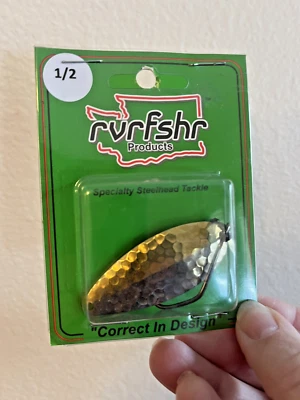 1/2
rvrfshr
Products
Specialty Steelhead Tackle
"Correct In Design"